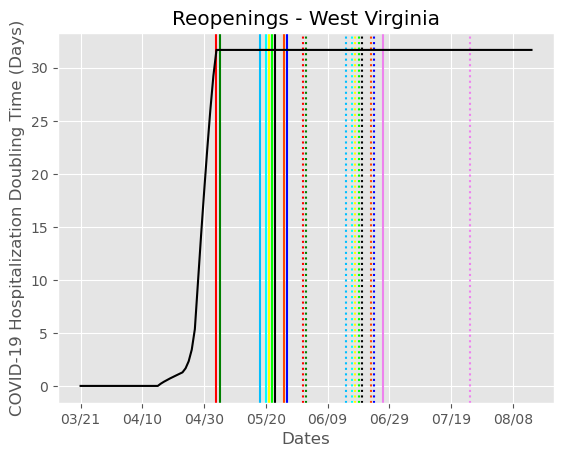 Reopenings - West Virginia
COVID-19 Hospitalization Doubling Time (Days)
30
25
20
15
10
5
0
03/21 04/10 04/30 05/20 06/09 06/29 07/19 08/08
Dates